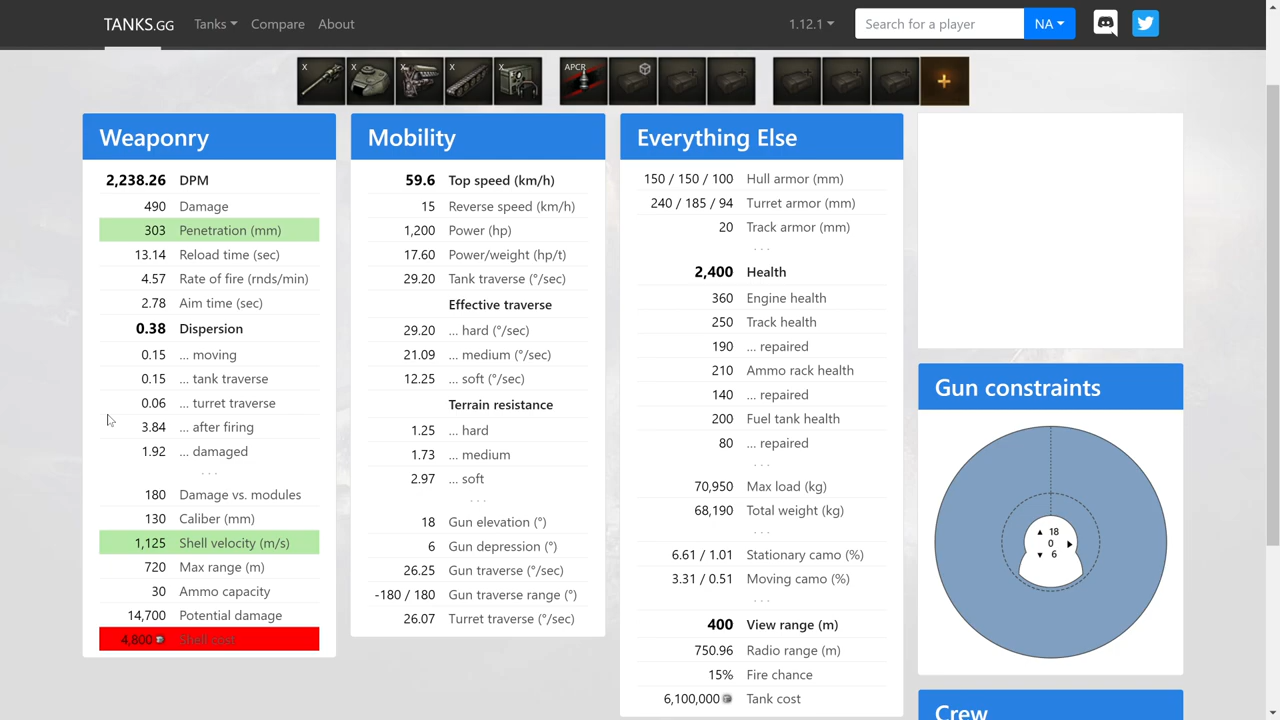 TANKS.GG Tanks Compare About 1.12.1 Search for a player NA
X X X X X APCR
Weaponry
2,238.26 DPM
490 Damage
303 Penetration (mm)
13.14 Reload time (sec)
4.57 Rate of fire (rnds/min)
2.78 Aim time (sec)
0.38 Dispersion
0.15 ... moving
0.15 ... tank traverse
0.06 ... turret traverse
3.84 ... after firing
1.92 ... damaged
...
180 Damage vs. modules
130 Caliber (mm)
1,125 Shell velocity (m/s)
720 Max range (m)
30 Ammo capacity
14,700 Potential damage
4,800 Shell cost
Mobility
59.6 Top speed (km/h)
15 Reverse speed (km/h)
1,200 Power (hp)
17.60 Power/weight (hp/t)
29.20 Tank traverse (°/sec)
Effective traverse
29.20 ... hard (°/sec)
21.09 ... medium (°/sec)
12.25 ... soft (°/sec)
Terrain resistance
1.25 ... hard
1.73 ... medium
2.97 ... soft
...
18 Gun elevation (°)
6 Gun depression (°)
26.25 Gun traverse (°/sec)
-180 / 180 Gun traverse range (°)
26.07 Turret traverse (°/sec)
Everything Else
150 / 150 / 100 Hull armor (mm)
240 / 185 / 94 Turret armor (mm)
20 Track armor (mm)
...
2,400 Health
360 Engine health
250 Track health
190 ... repaired
210 Ammo rack health
140 ... repaired
200 Fuel tank health
80 ... repaired
...
70,950 Max load (kg)
68,190 Total weight (kg)
...
6.61 / 1.01 Stationary camo (%)
3.31 / 0.51 Moving camo (%)
...
400 View range (m)
750.96 Radio range (m)
15% Fire chance
6,100,000 Tank cost
Gun constraints
18
0
6
Crew